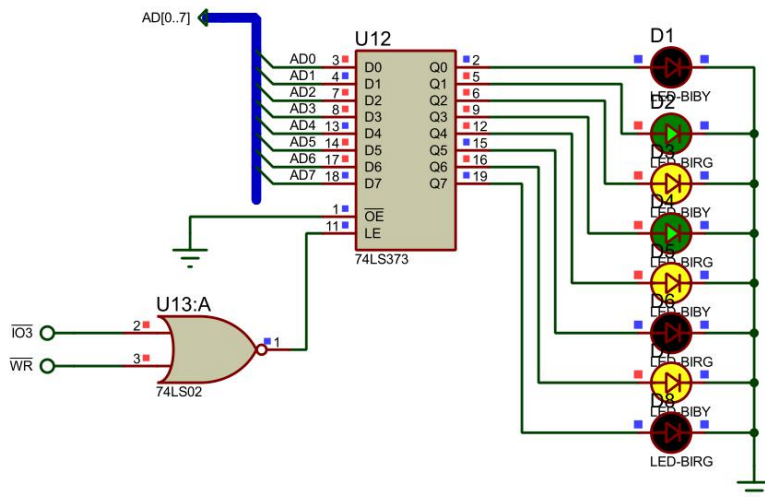 AD[0..7]
U12
D1
AD0 3 D0 Q0 2
AD1 4 D1 Q1 5
LED-BIBY
D2
AD2 7 D2 Q2 6
AD3 8 D3 Q3 9
AD4 13 D4 Q4 12
LED-BIRG
D3
AD5 14 D5 Q5 15
AD6 17 D6 Q6 16
AD7 18 D7 Q7 19
LED-BIBY
D4
1 OE
11 LE
74LS373
LED-BIRG
D5
U13:A
LED-BIBY
D6
IO3 2
1
WR 3
74LS02
LED-BIRG
D7
LED-BIBY
D8
LED-BIRG